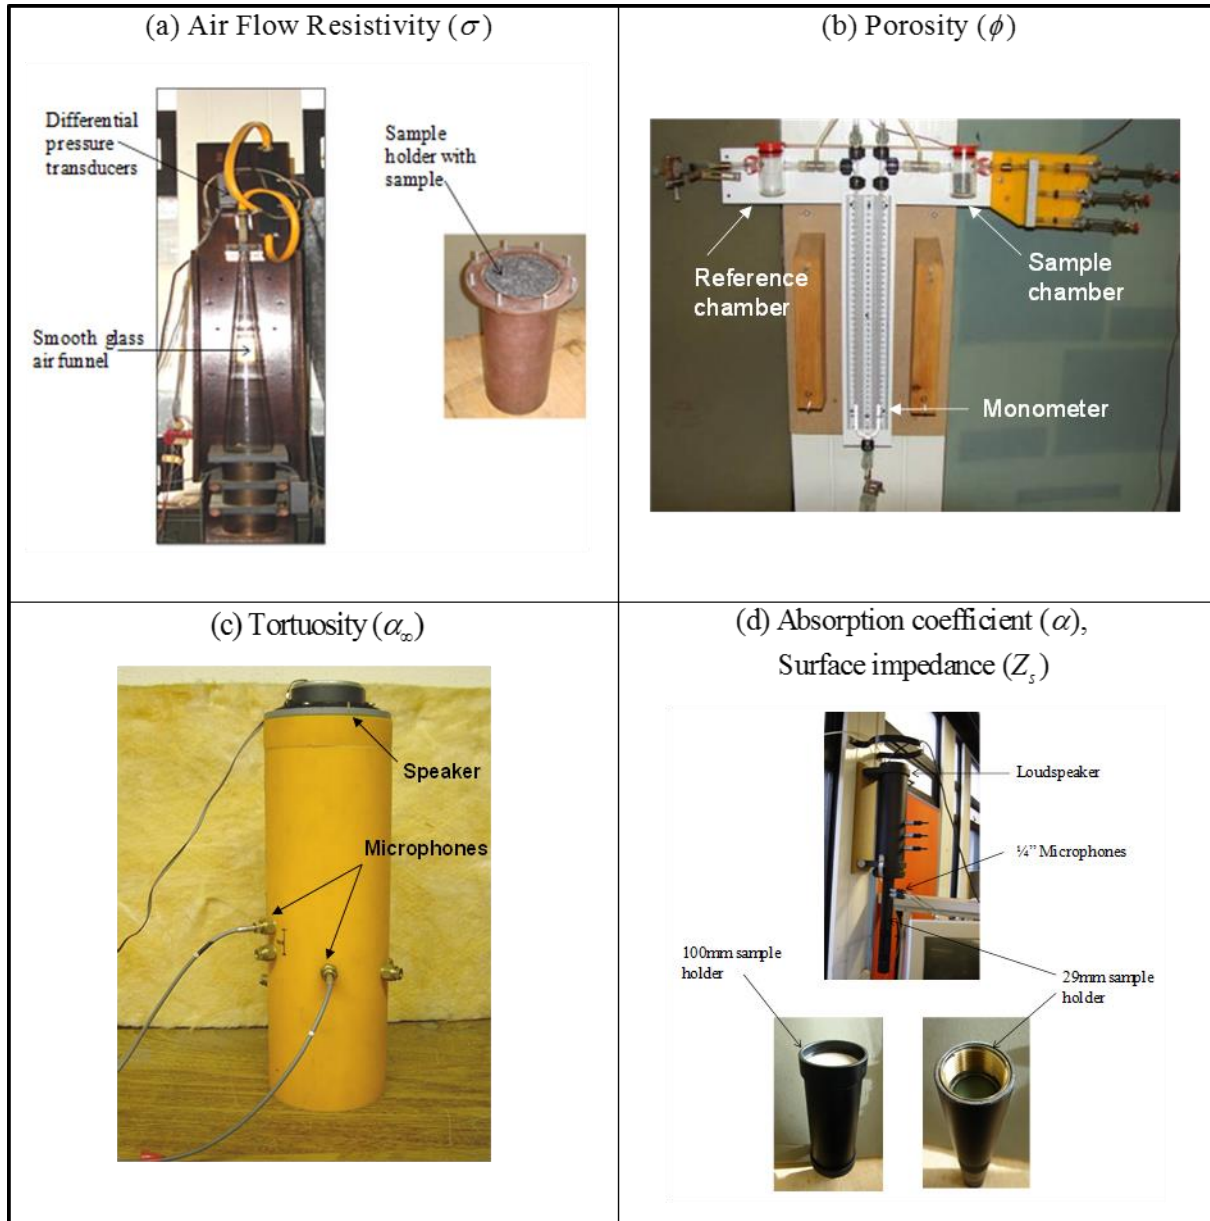 (a) Air Flow Resistivity (σ)
Differential
pressure
transducers
Sample
holder with
sample
Smooth glass
air funnel
(b) Porosity (ϕ)
Reference
chamber
Sample
chamber
Monometer
(c) Tortuosity (α∞)
Speaker
Microphones
(d) Absorption coefficient (α),
Surface impedance (Zs)
Loudspeaker
¼” Microphones
100mm sample
holder
29mm sample
holder